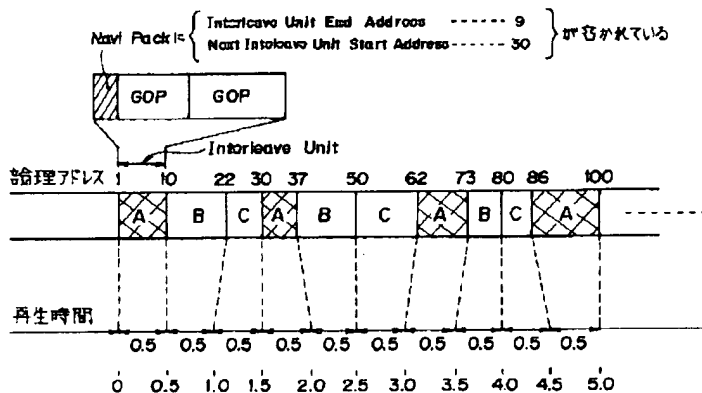 Interleave Unit End Address ------ 9
Navi Packに
Next Interleave Unit Start Address ------ 30
が書かれている
GOP GOP
Interleave Unit
論理アドレス 1 10 22 30 37 50 62 73 80 86 100
A B C A B C A B C A
再生時間
0.5 0.5 0.5 0.5 0.5 0.5 0.5 0.5 0.5 0.5
0 0.5 1.0 1.5 2.0 2.5 3.0 3.5 4.0 4.5 5.0